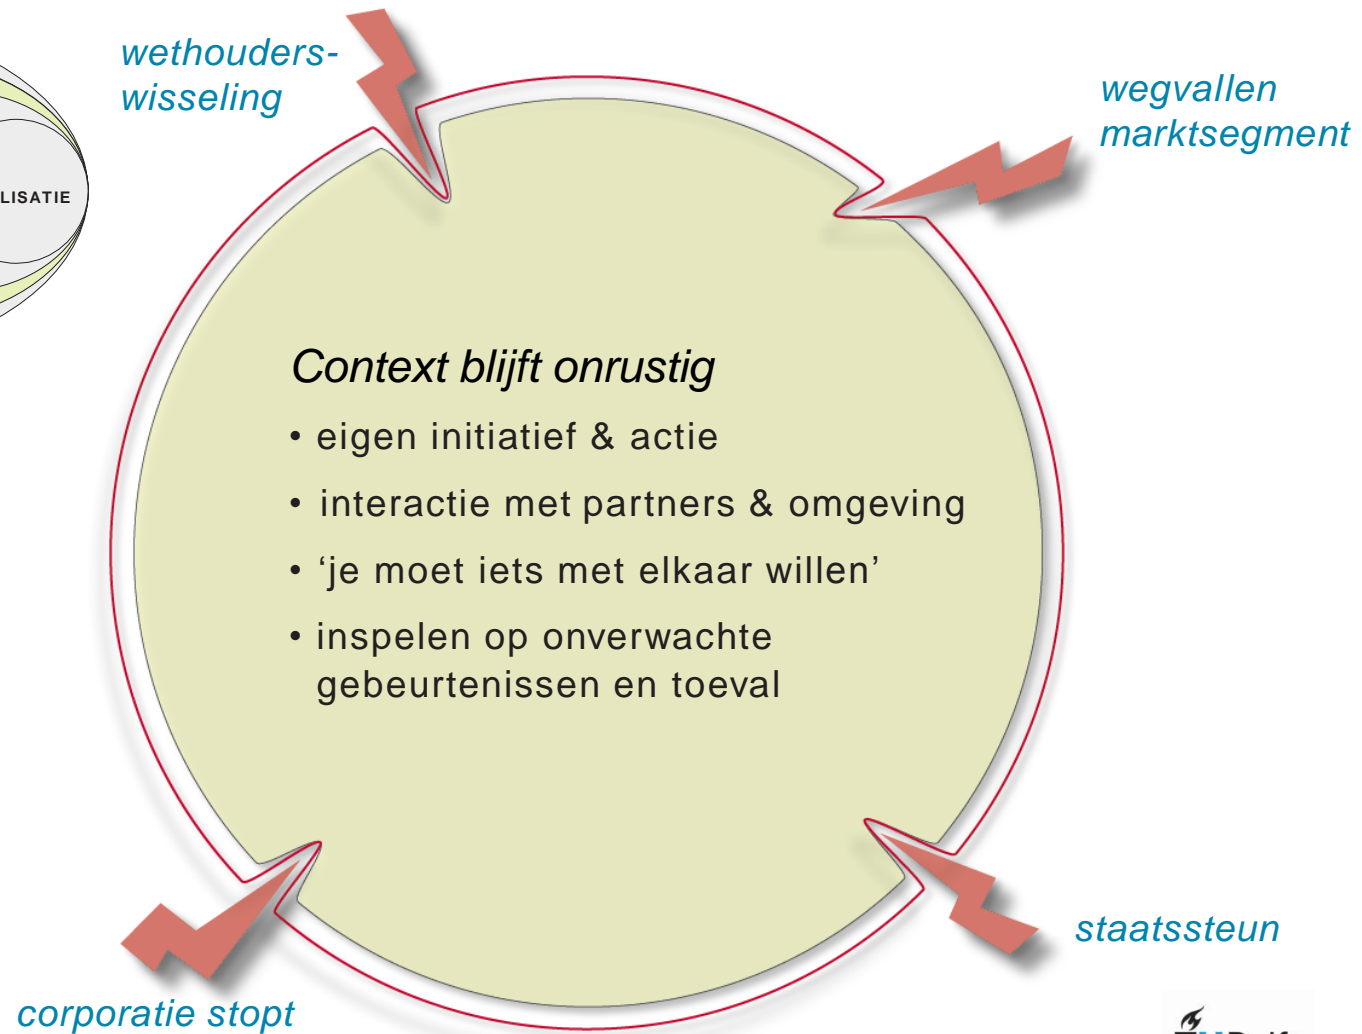 wethouders-
wisseling
wegvallen
marktsegment
LISATIE
Context blijft onrustig
• eigen initiatief & actie
• interactie met partners & omgeving
• ‘je moet iets met elkaar willen’
• inspelen op onverwachte
gebeurtenissen en toeval
staatssteun
corporatie stopt